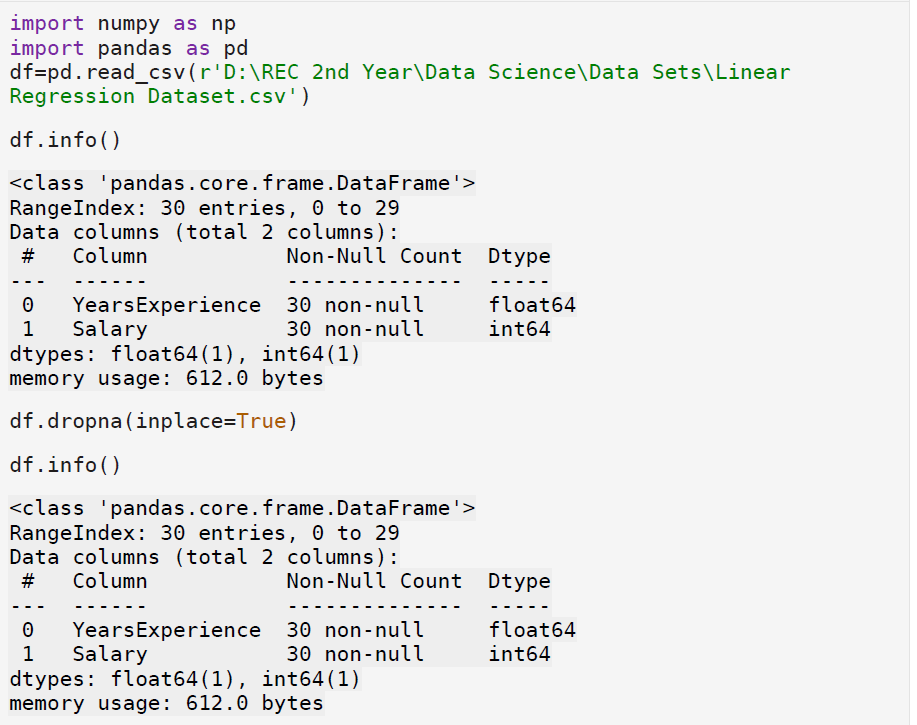 import numpy as np
import pandas as pd
df=pd.read_csv(r'D:\REC 2nd Year\Data Science\Data Sets\Linear
Regression Dataset.csv')
df.info()
<class 'pandas.core.frame.DataFrame'>
RangeIndex: 30 entries, 0 to 29
Data columns (total 2 columns):
 #   Column           Non-Null Count  Dtype
---  ------           --------------  -----
 0   YearsExperience  30 non-null     float64
 1   Salary           30 non-null     int64
dtypes: float64(1), int64(1)
memory usage: 612.0 bytes
df.dropna(inplace=True)
df.info()
<class 'pandas.core.frame.DataFrame'>
RangeIndex: 30 entries, 0 to 29
Data columns (total 2 columns):
 #   Column           Non-Null Count  Dtype
---  ------           --------------  -----
 0   YearsExperience  30 non-null     float64
 1   Salary           30 non-null     int64
dtypes: float64(1), int64(1)
memory usage: 612.0 bytes